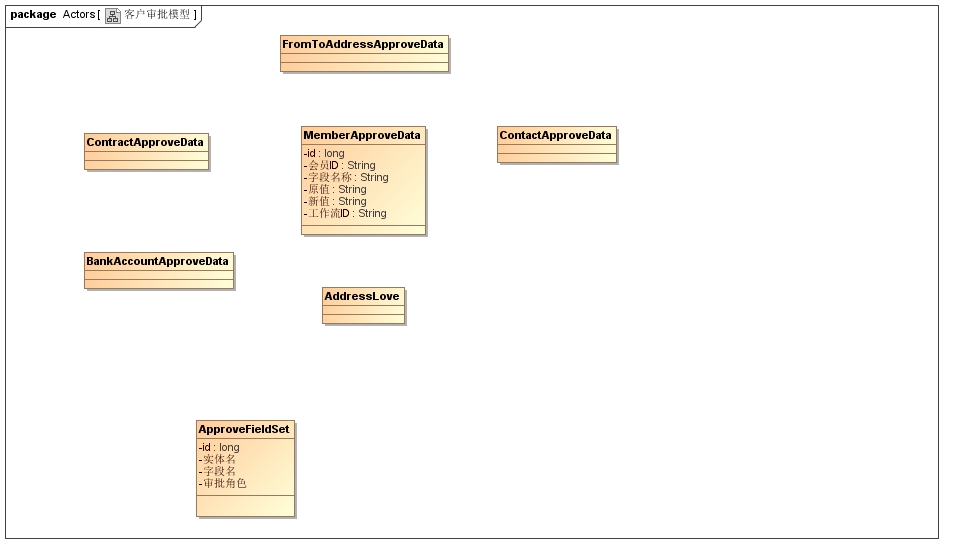 package Actors [ 客户审批模型 ]
FromToAddressApproveData
ContractApproveData
MemberApproveData
-id : long
-会员ID : String
-字段名称 : String
-原值 : String
-新值 : String
-工作流ID : String
ContactApproveData
BankAccountApproveData
AddressLove
ApproveFieldSet
-id : long
-实体名
-字段名
-审批角色